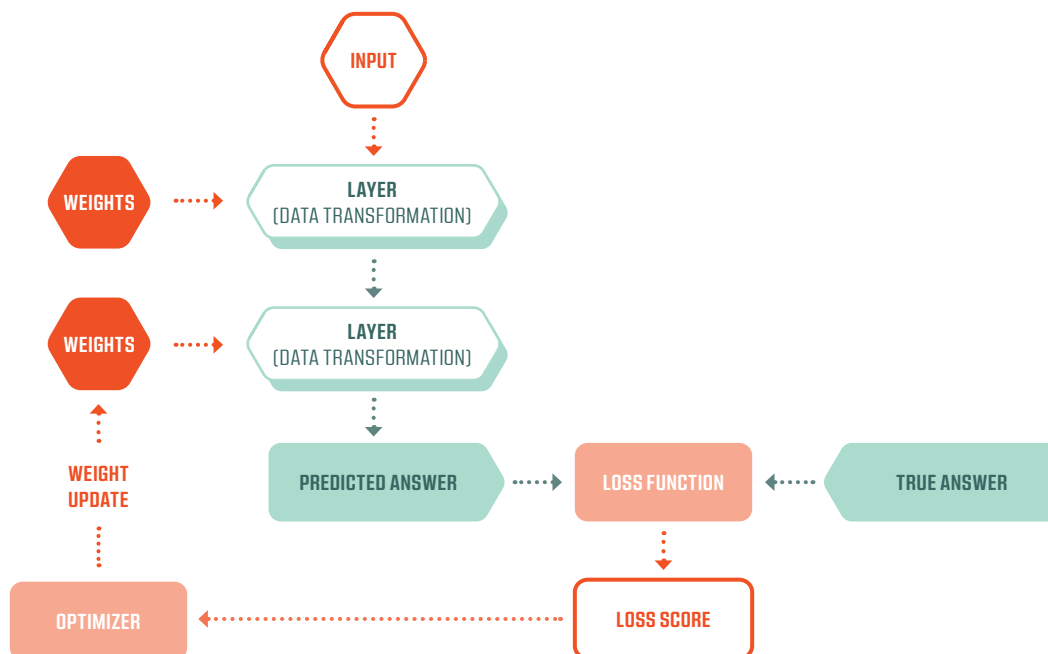 INPUT
WEIGHTS
LAYER
(DATA TRANSFORMATION)
WEIGHTS
LAYER
(DATA TRANSFORMATION)
WEIGHT
UPDATE
PREDICTED ANSWER
LOSS FUNCTION
TRUE ANSWER
OPTIMIZER
LOSS SCORE